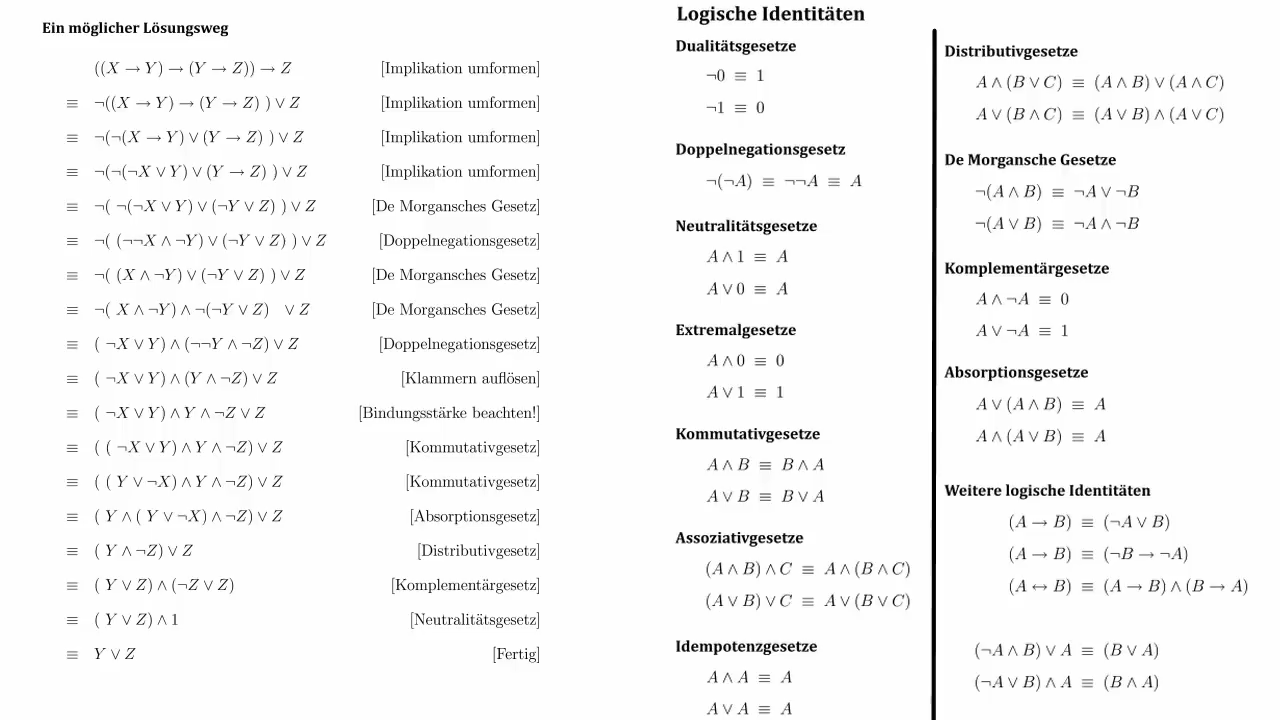 Ein möglicher Lösungsweg
((X → Y) → (Y → Z)) → Z [Implikation umformen]
≡ ¬((X → Y) → (Y → Z) ) ∨ Z [Implikation umformen]
≡ ¬(¬(X → Y) ∨ (Y → Z) ) ∨ Z [Implikation umformen]
≡ ¬(¬(¬X ∨ Y) ∨ (Y → Z) ) ∨ Z [Implikation umformen]
≡ ¬( ¬(¬X ∨ Y) ∨ (¬Y ∨ Z) ) ∨ Z [De Morgansches Gesetz]
≡ ¬( (¬¬X ∧ ¬Y) ∨ (¬Y ∨ Z) ) ∨ Z [Doppelnegationsgesetz]
≡ ¬( (X ∧ ¬Y) ∨ (¬Y ∨ Z) ) ∨ Z [De Morgansches Gesetz]
≡ ¬( X ∧ ¬Y) ∧ ¬(¬Y ∨ Z) ∨ Z [De Morgansches Gesetz]
≡ ( ¬X ∨ Y) ∧ (¬¬Y ∧ ¬Z) ∨ Z [Doppelnegationsgesetz]
≡ ( ¬X ∨ Y) ∧ (Y ∧ ¬Z) ∨ Z [Klammern auflösen]
≡ ( ¬X ∨ Y) ∧ Y ∧ ¬Z ∨ Z [Bindungsstärke beachten!]
≡ ( ( ¬X ∨ Y) ∧ Y ∧ ¬Z) ∨ Z [Kommutativgesetz]
≡ ( ( Y ∨ ¬X) ∧ Y ∧ ¬Z) ∨ Z [Kommutativgesetz]
≡ ( Y ∧ ( Y ∨ ¬X) ∧ ¬Z) ∨ Z [Absorptionsgesetz]
≡ ( Y ∧ ¬Z) ∨ Z [Distributivgesetz]
≡ ( Y ∨ Z) ∧ (¬Z ∨ Z) [Komplementärgesetz]
≡ ( Y ∨ Z) ∧ 1 [Neutralitätsgesetz]
≡ Y ∨ Z [Fertig]
Logische Identitäten
Dualitätsgesetze
¬0 ≡ 1
¬1 ≡ 0
Doppelnegationsgesetz
¬(¬A) ≡ ¬¬A ≡ A
Neutralitätsgesetze
A ∧ 1 ≡ A
A ∨ 0 ≡ A
Extremalgesetze
A ∧ 0 ≡ 0
A ∨ 1 ≡ 1
Kommutativgesetze
A ∧ B ≡ B ∧ A
A ∨ B ≡ B ∨ A
Assoziativgesetze
(A ∧ B) ∧ C ≡ A ∧ (B ∧ C)
(A ∨ B) ∨ C ≡ A ∨ (B ∨ C)
Idempotenzgesetze
A ∧ A ≡ A
A ∨ A ≡ A
Distributivgesetze
A ∧ (B ∨ C) ≡ (A ∧ B) ∨ (A ∧ C)
A ∨ (B ∧ C) ≡ (A ∨ B) ∧ (A ∨ C)
De Morgansche Gesetze
¬(A ∧ B) ≡ ¬A ∨ ¬B
¬(A ∨ B) ≡ ¬A ∧ ¬B
Komplementärgesetze
A ∧ ¬A ≡ 0
A ∨ ¬A ≡ 1
Absorptionsgesetze
A ∨ (A ∧ B) ≡ A
A ∧ (A ∨ B) ≡ A
Weitere logische Identitäten
(A → B) ≡ (¬A ∨ B)
(A → B) ≡ (¬B → ¬A)
(A ↔ B) ≡ (A → B) ∧ (B → A)
(¬A ∧ B) ∨ A ≡ (B ∨ A)
(¬A ∨ B) ∧ A ≡ (B ∧ A)